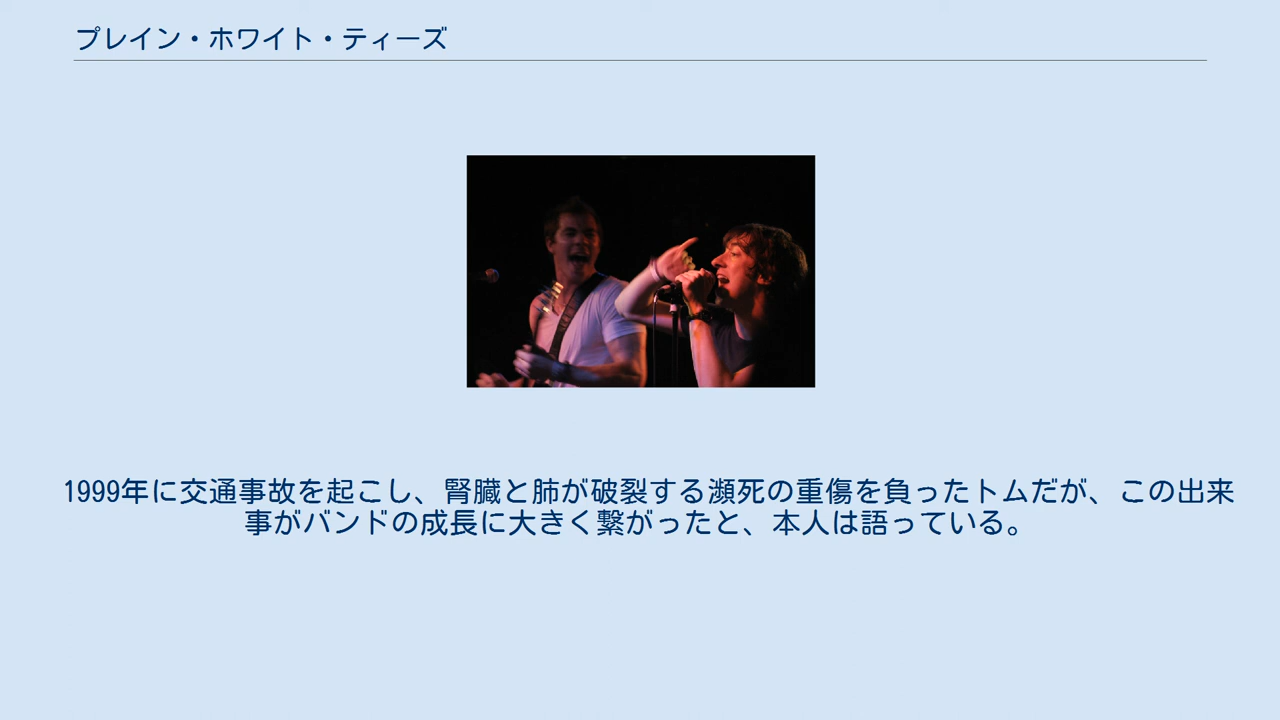 プレイン・ホワイト・ティーズ
1999年に交通事故を起こし、腎臓と肺が破裂する瀕死の重傷を負ったトムだが、この出来
事がバンドの成長に大きく繋がったと、本人は語っている。